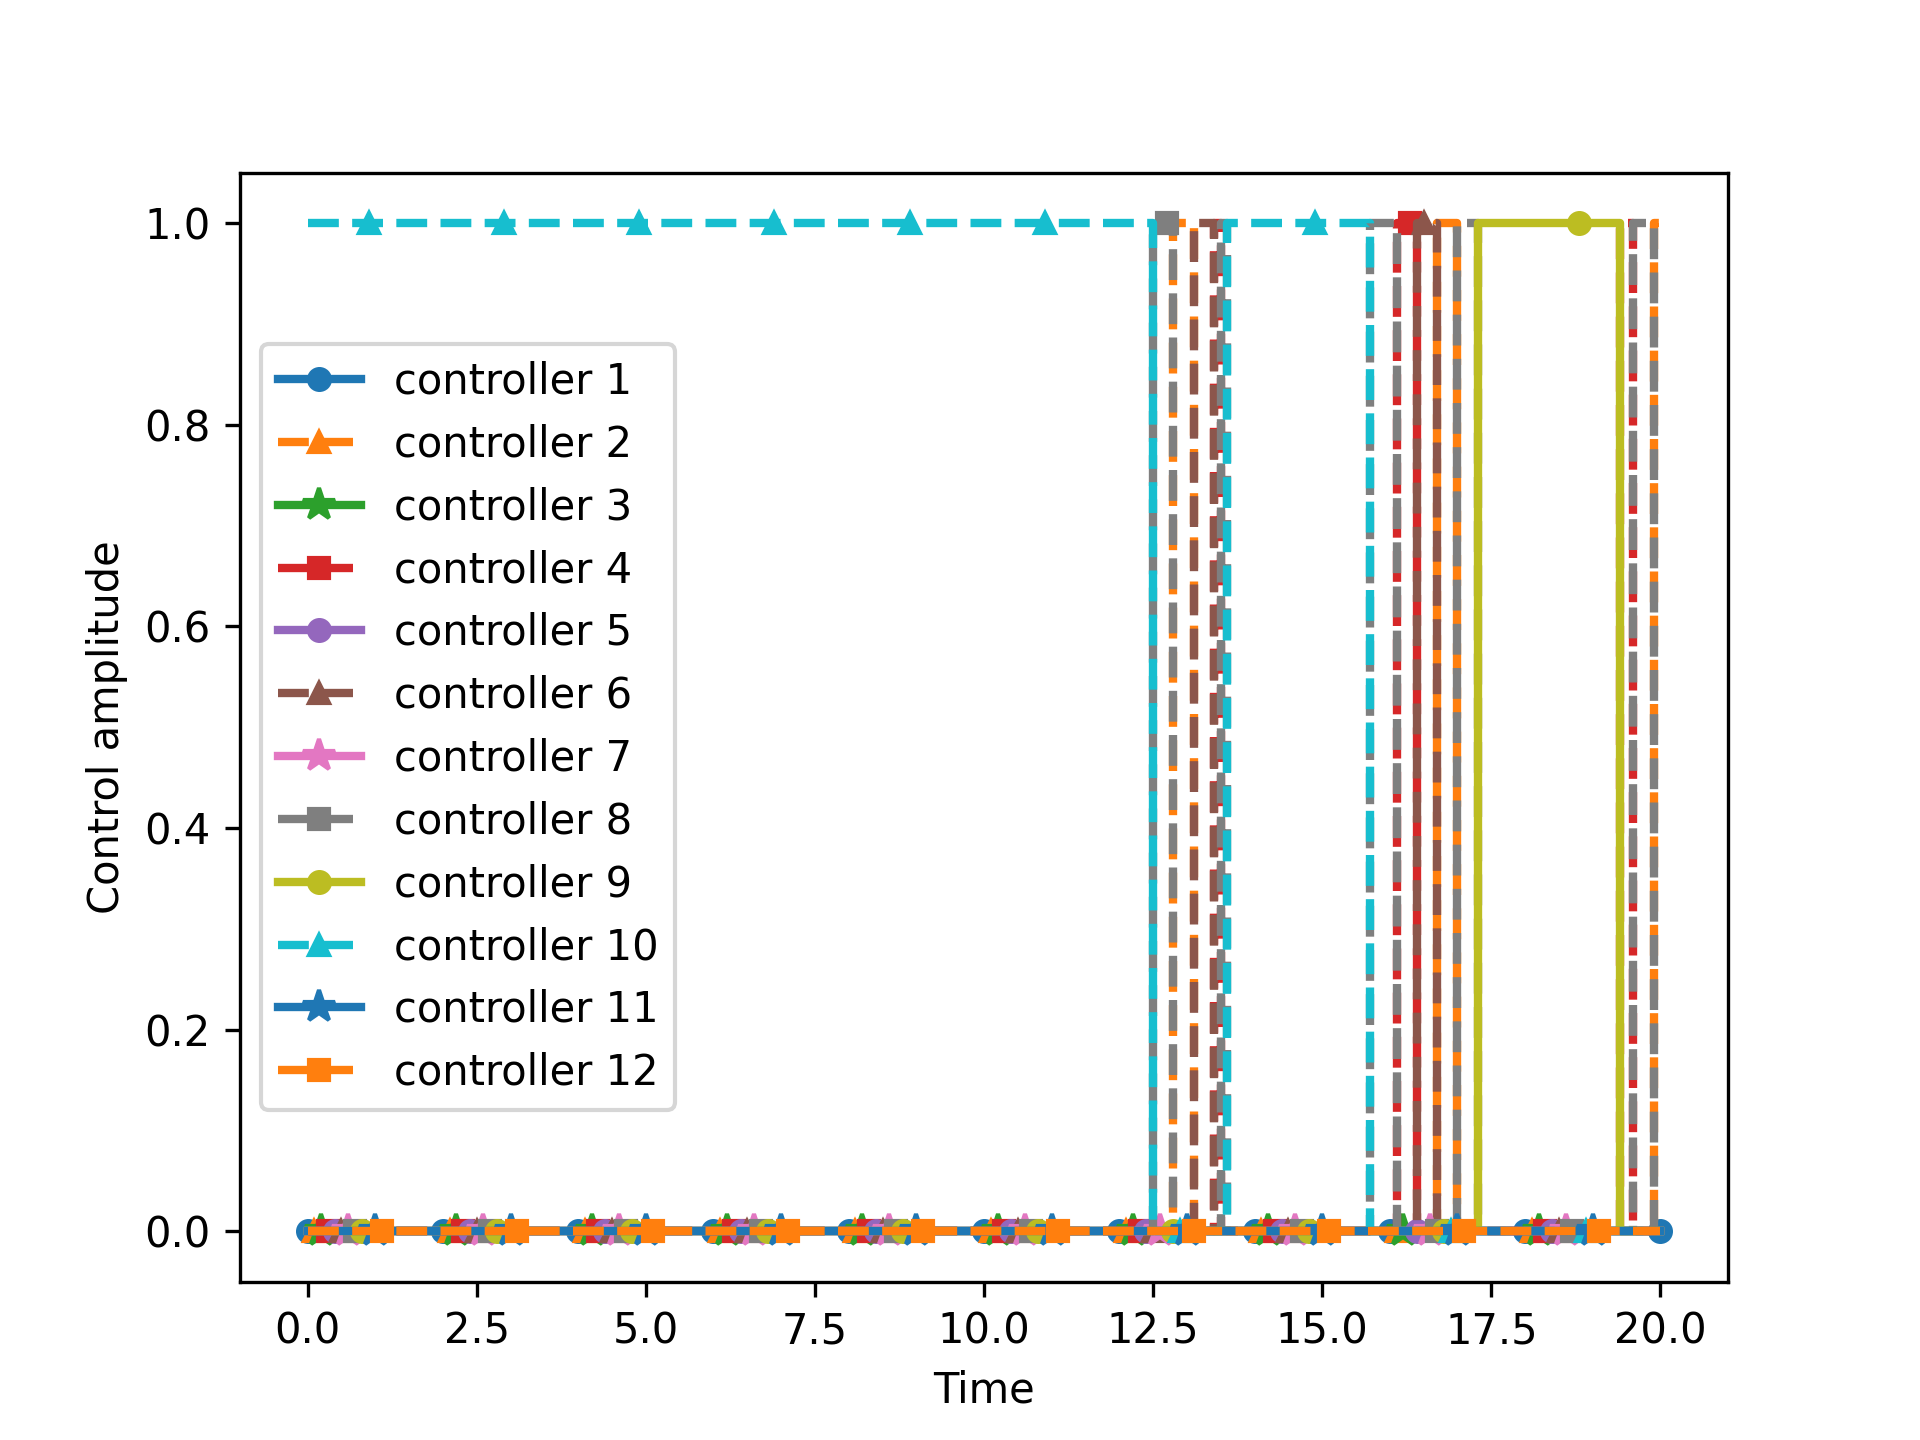 1.0
0.8
0.6
0.4
0.2
0.0
Control amplitude
controller 1
controller 2
controller 3
controller 4
controller 5
controller 6
controller 7
controller 8
controller 9
controller 10
controller 11
controller 12
0.0 2.5 5.0 7.5 10.0 12.5 15.0 17.5 20.0
Time